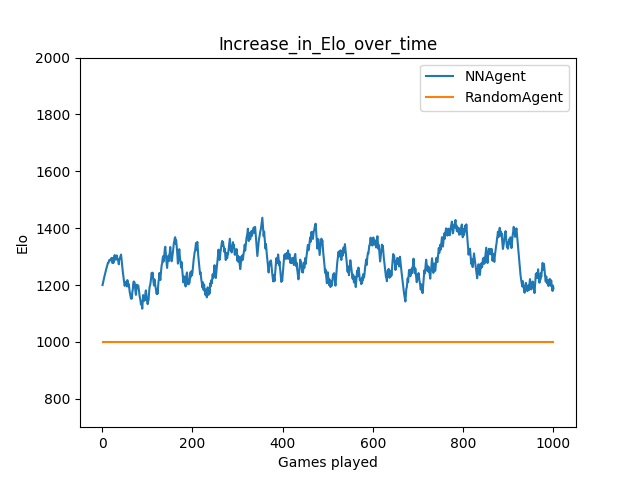 Increase_in_Elo_over_time
NNAgent
RandomAgent
2000
1800
1600
1400
1200
1000
800
Elo
0 200 400 600 800 1000
Games played